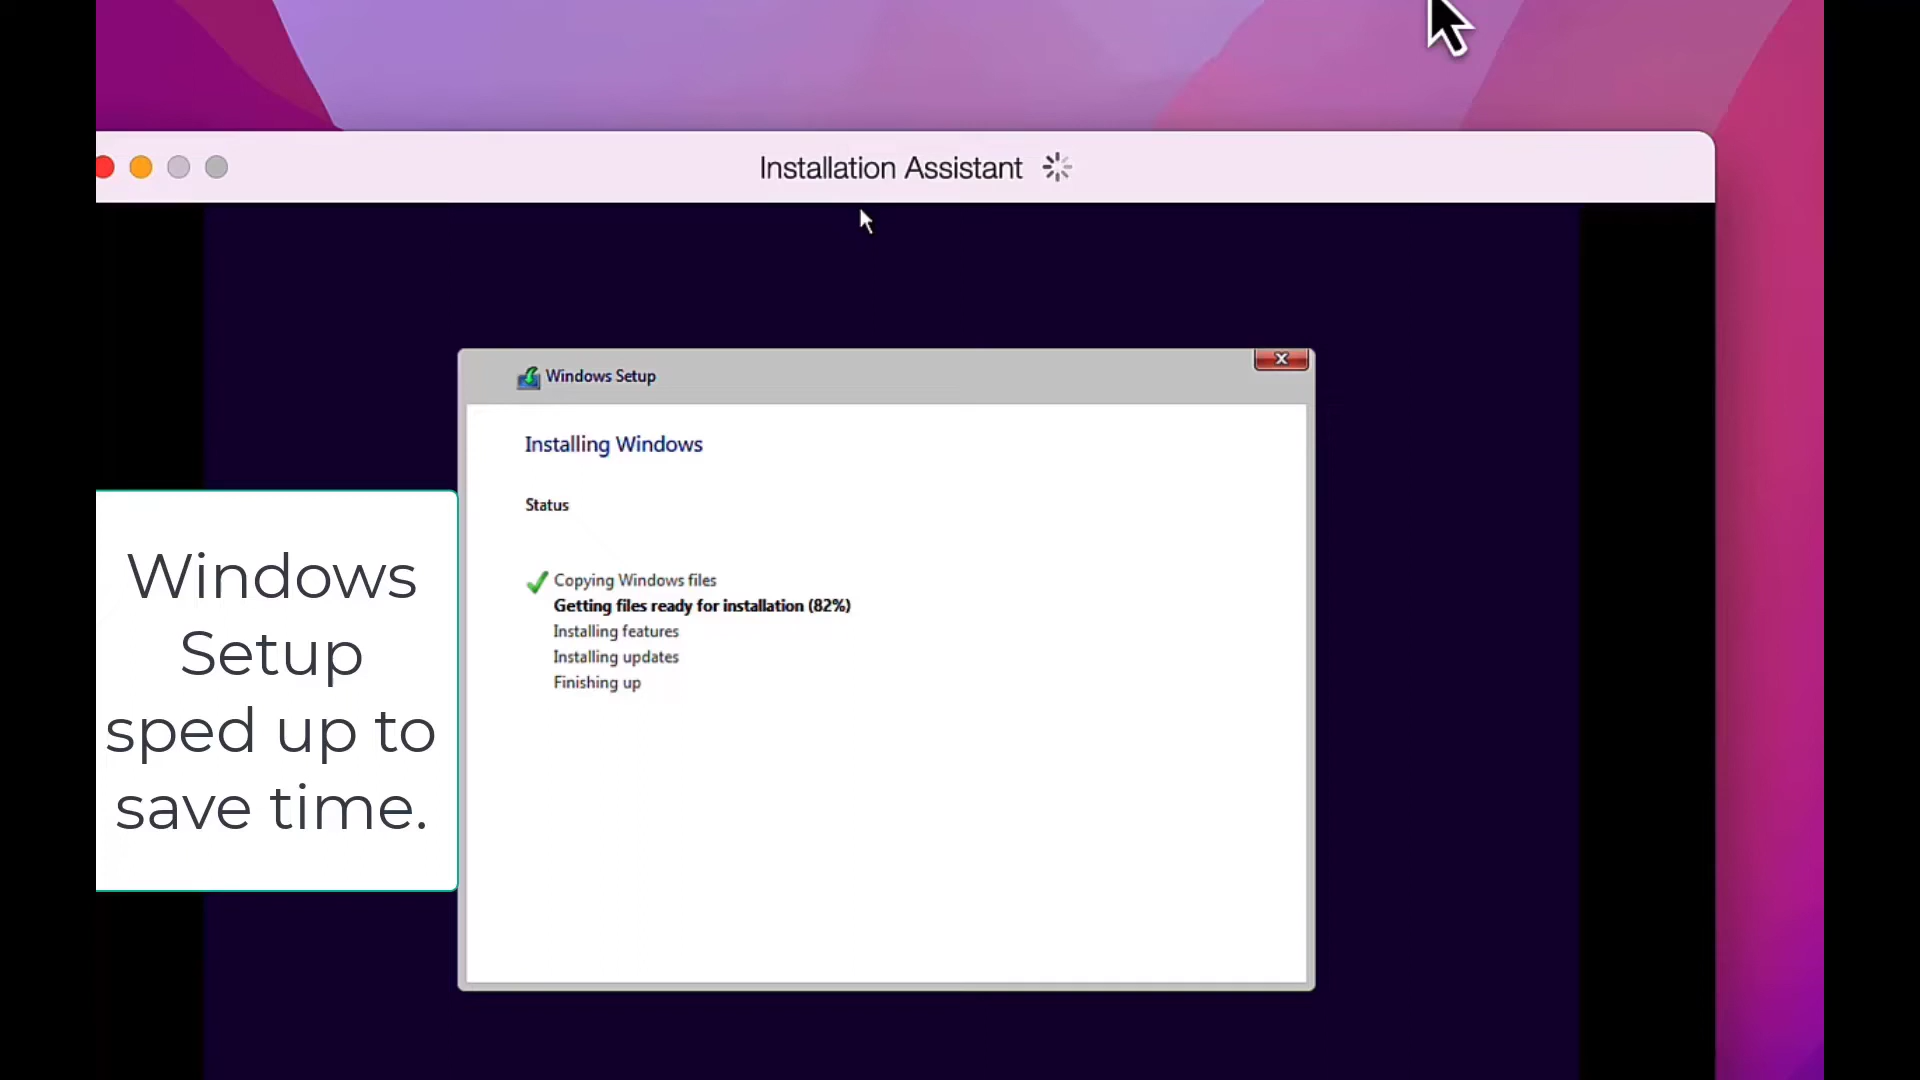 Installation Assistant
Windows Setup
Installing Windows
Status
Copying Windows files
Getting files ready for installation (82%)
Installing features
Installing updates
Finishing up
Windows
Setup
sped up to
save time.